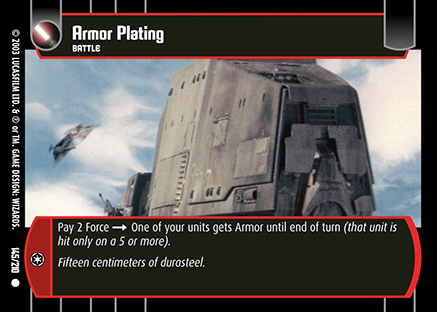 Armor Plating
BATTLE
Pay 2 Force → One of your units gets Armor until end of turn (that unit is
hit only on a 5 or more).
Fifteen centimeters of durasteel.
© 2003 LUCASFILM LTD. & ® or TM. GAME DESIGN: WIZARDS.
145/210